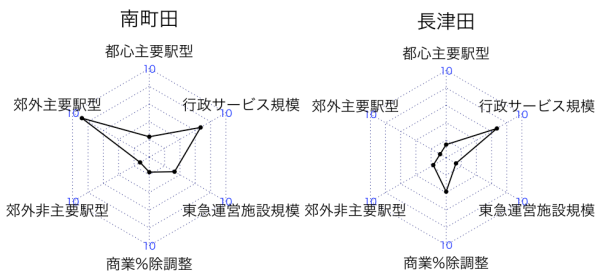 南町田
都心主要駅型
10
郊外主要駅型
行政サービス規模
10
10
10
10
郊外非主要駅型
東急運営施設規模
10
商業%除調整
長津田
都心主要駅型
10
郊外主要駅型
行政サービス規模
10
10
10
10
郊外非主要駅型
東急運営施設規模
10
商業%除調整